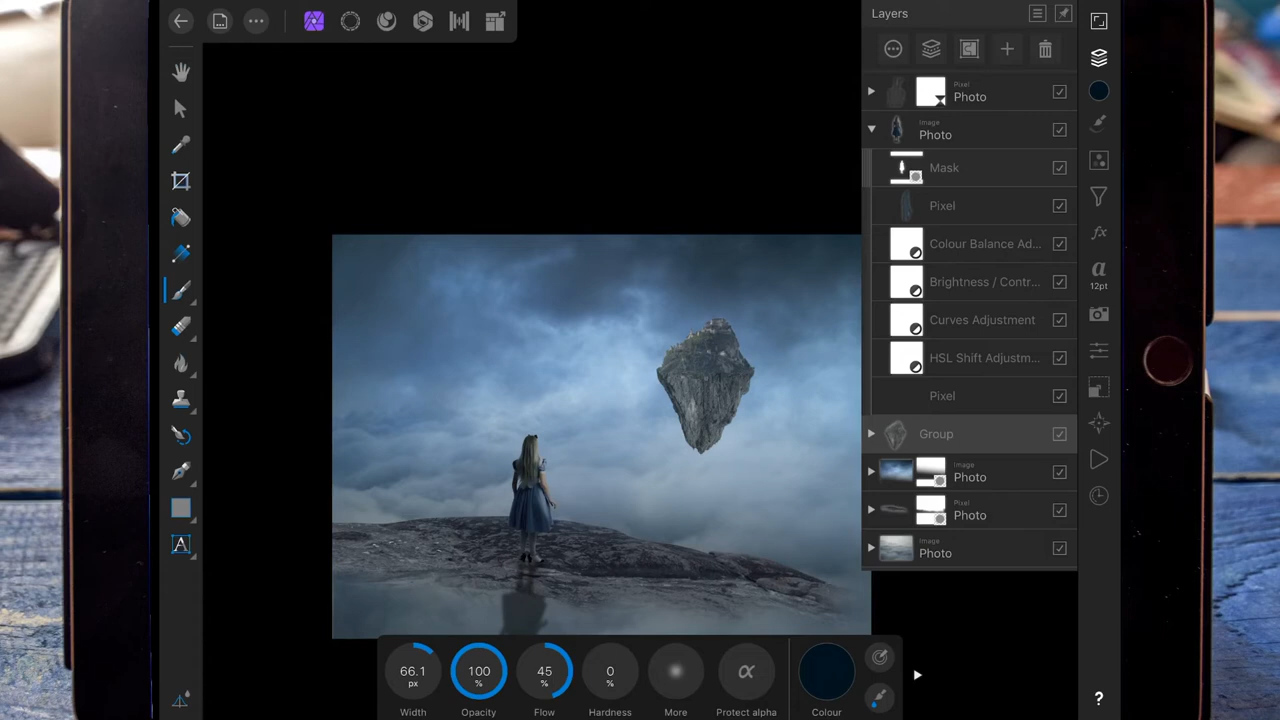 Layers
Pixel
Photo
Image
Photo
Mask
Pixel
Colour Balance Ad...
Brightness / Contr...
Curves Adjustment
HSL Shift Adjustm...
Pixel
Group
Image
Photo
Pixel
Photo
Image
Photo
a
12pt
?
A
66.1
px
100
%
45
%
0
%
α
Width
Opacity
Flow
Hardness
More
Protect alpha
Colour